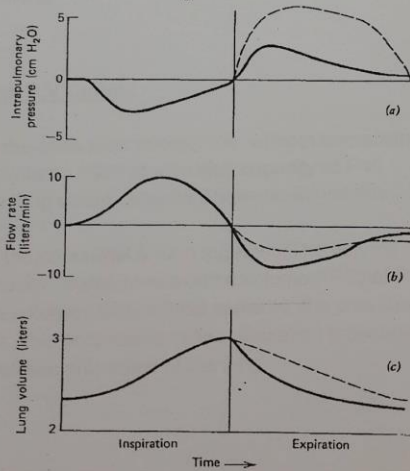 5
Intrapulmonary
pressure (cm H₂O)
0
−5
(a)
10
Flow rate
(liters/min)
0
−10
(b)
Lung volume (liters)
3
2
(c)
Inspiration
Expiration
Time →